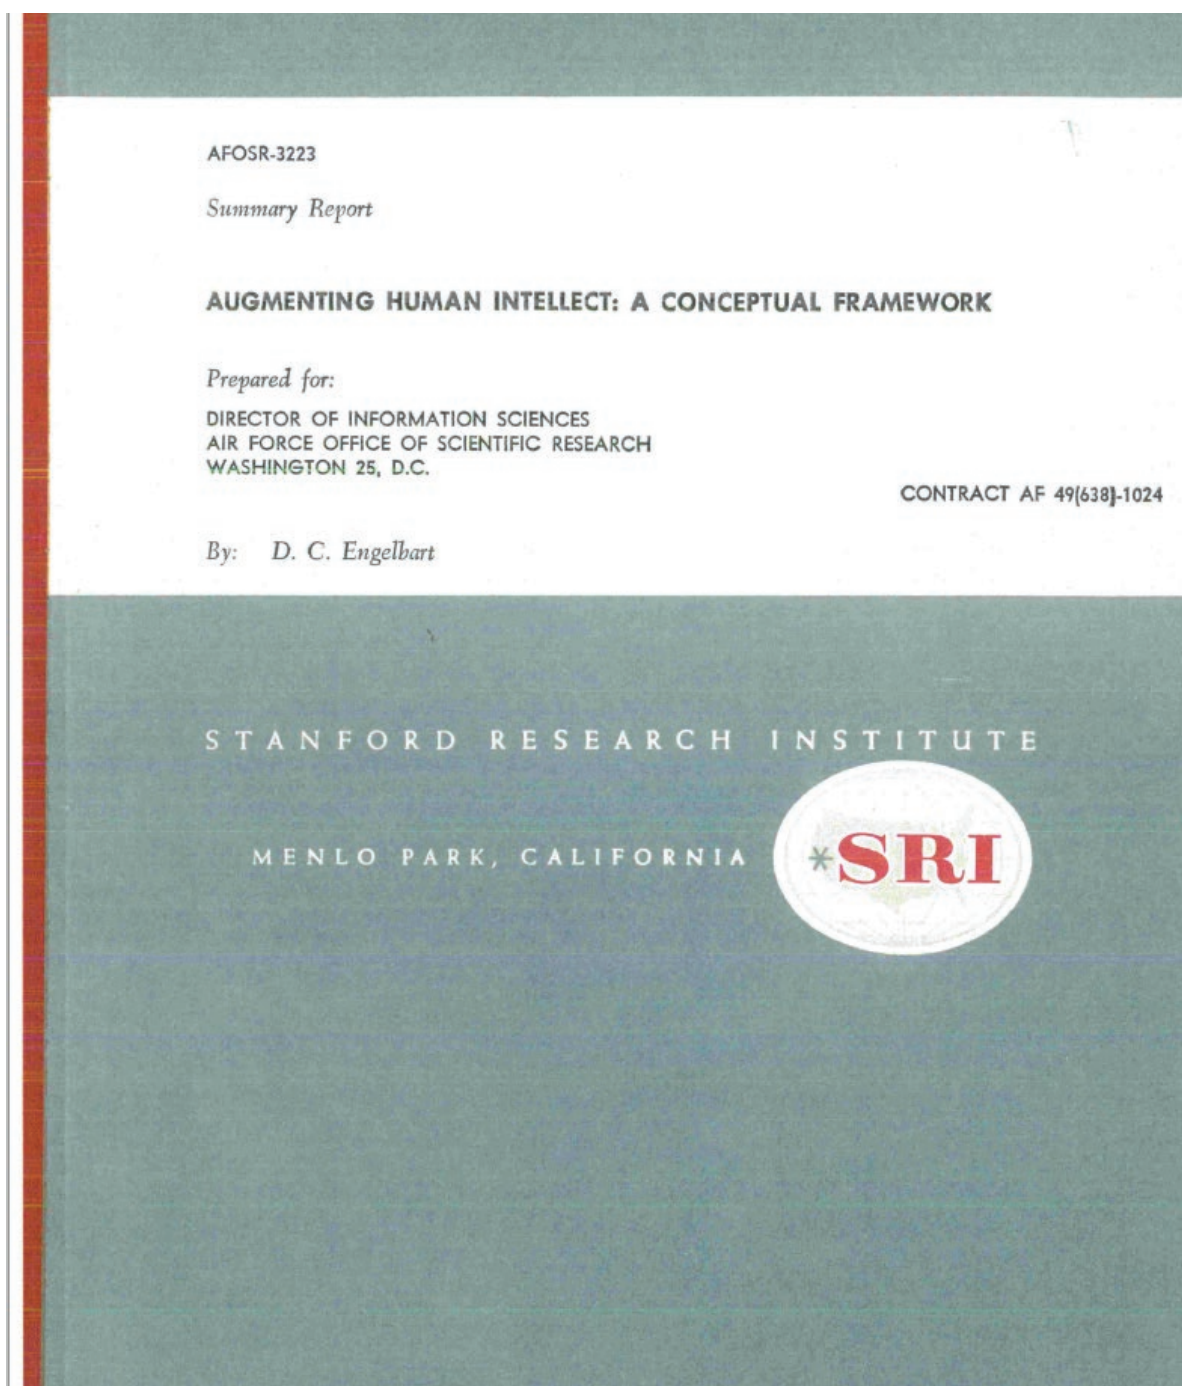 AFOSR-3223
Summary Report
AUGMENTING HUMAN INTELLECT: A CONCEPTUAL FRAMEWORK
Prepared for:
DIRECTOR OF INFORMATION SCIENCES
AIR FORCE OFFICE OF SCIENTIFIC RESEARCH
WASHINGTON 25, D.C.
CONTRACT AF 49(638)-1024
By: D. C. Engelbart
STANFORD RESEARCH INSTITUTE
MENLO PARK, CALIFORNIA
*SRI